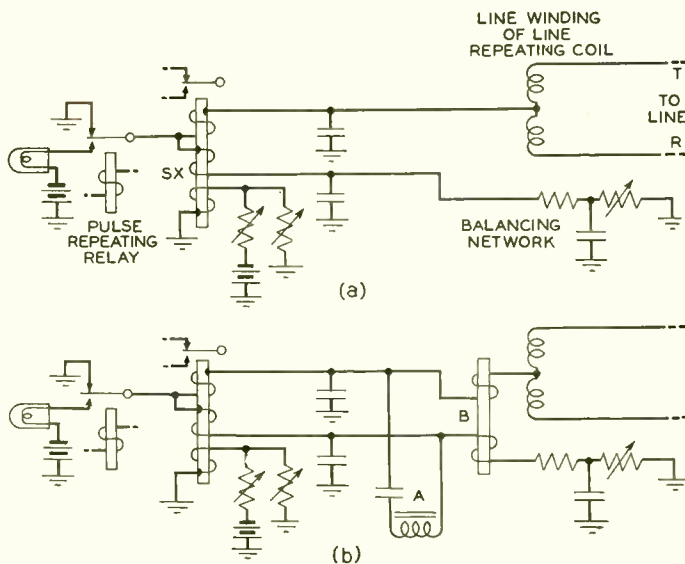 LINE WINDING
OF LINE
REPEATING COIL
T
TO
LINE
R
SX
PULSE
REPEATING
RELAY
BALANCING
NETWORK
(a)
B
A
(b)